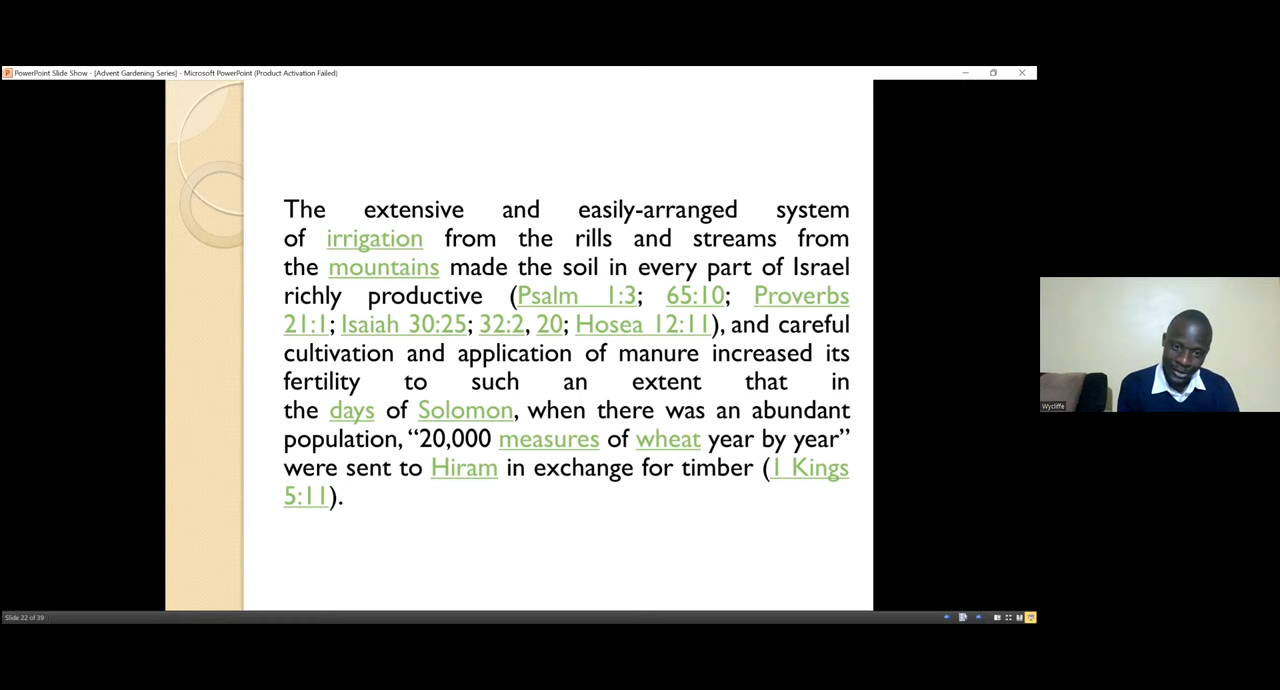 PowerPoint Slide Show - [Advent Gardening Series] - Microsoft PowerPoint (Product Activation Failed)
The extensive and easily-arranged system
of irrigation from the rills and streams from
the mountains made the soil in every part of Israel
richly productive (Psalm 1:3; 65:10; Proverbs
21:1; Isaiah 30:25; 32:2, 20; Hosea 12:11), and careful
cultivation and application of manure increased its
fertility to such an extent that in
the days of Solomon, when there was an abundant
population, “20,000 measures of wheat year by year”
were sent to Hiram in exchange for timber (1 Kings
5:11).
Wycliffe
Slide 22 of 39